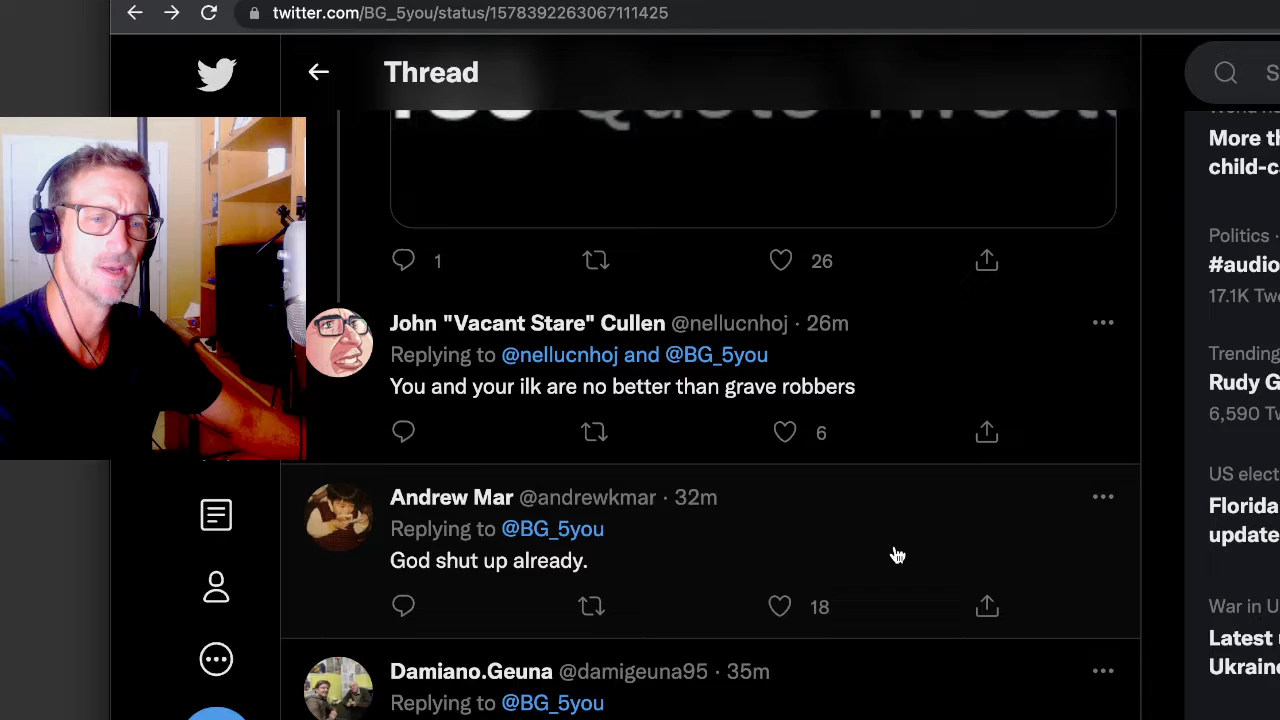 twitter.com/BG_5you/status/1578392263067111425
Thread
Quote Tweet
1
26
John "Vacant Stare" Cullen @nellucnhoj · 26m
Replying to @nellucnhoj and @BG_5you
You and your ilk are no better than grave robbers
6
Andrew Mar @andrewkmar · 32m
Replying to @BG_5you
God shut up already.
18
Damiano.Geuna @damigeuna95 · 35m
Replying to @BG_5you
More th
child-c
Politics ·
#audio
17.1K Twe
Trending
Rudy G
6,590 Tw
US elect
Florida
update
War in U
Latest
Ukraine